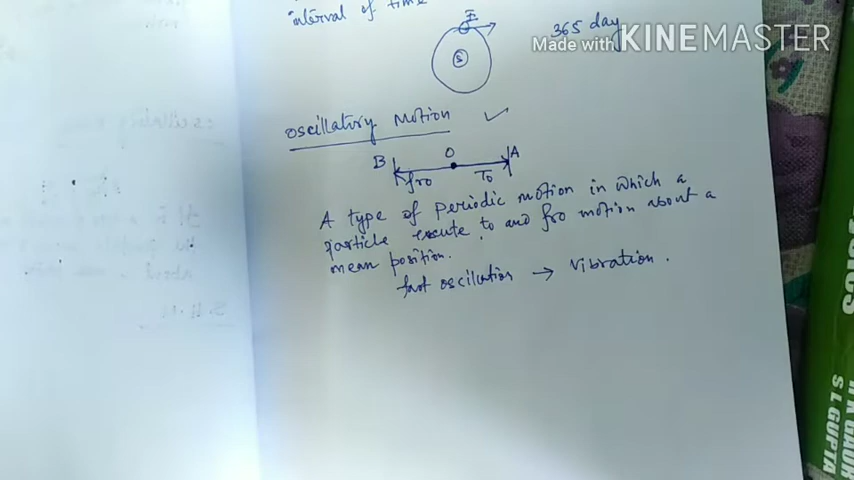 interval of time
E
365 day
S
Made with KINEMASTER
oscillatory Motion
B O A
fro To
A type of periodic motion in which a
particle excute to and fro motion about a
mean position.
fast oscillation → vibration.
S L GUPTA